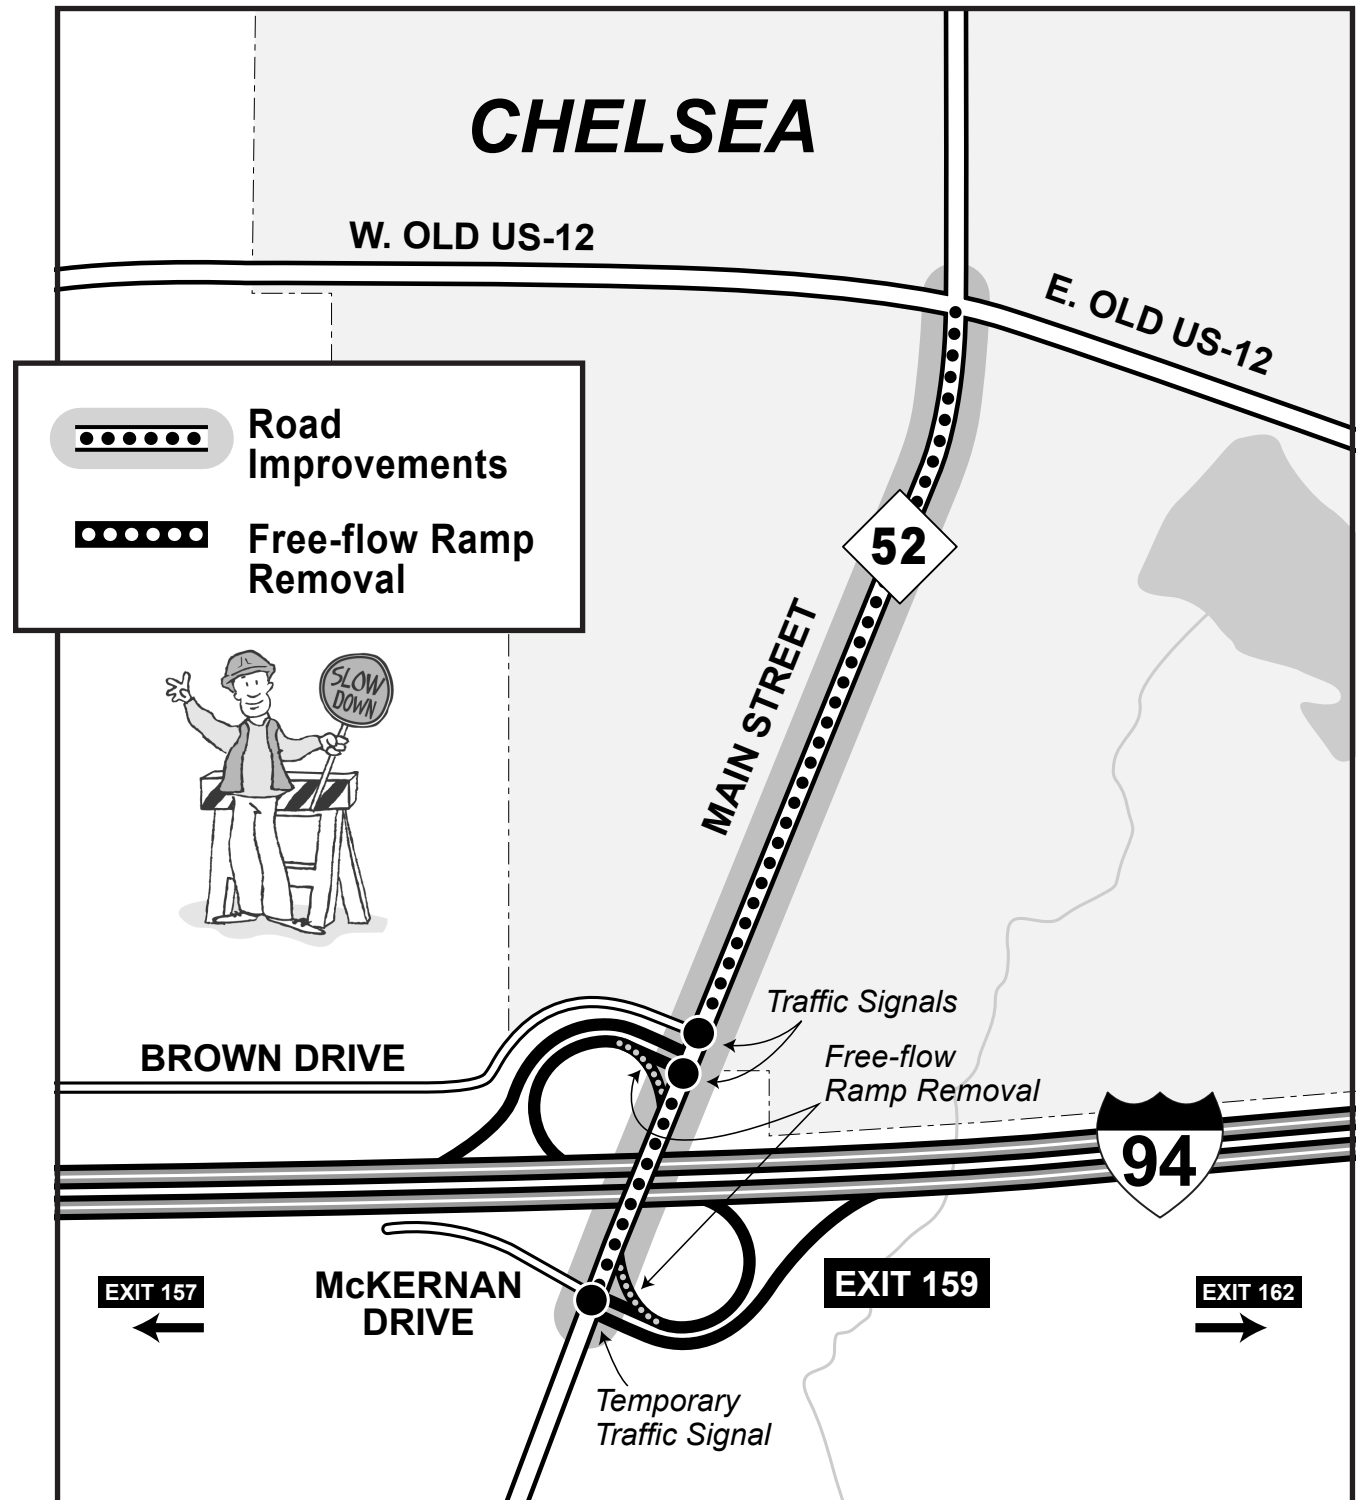 CHELSEA
W. OLD US-12
E. OLD US-12
Road
Improvements
Free-flow Ramp
Removal
52
SLOW
DOWN
MAIN STREET
Traffic Signals
BROWN DRIVE
Free-flow
Ramp Removal
94
EXIT 157
McKERNAN
DRIVE
EXIT 159
EXIT 162
Temporary
Traffic Signal